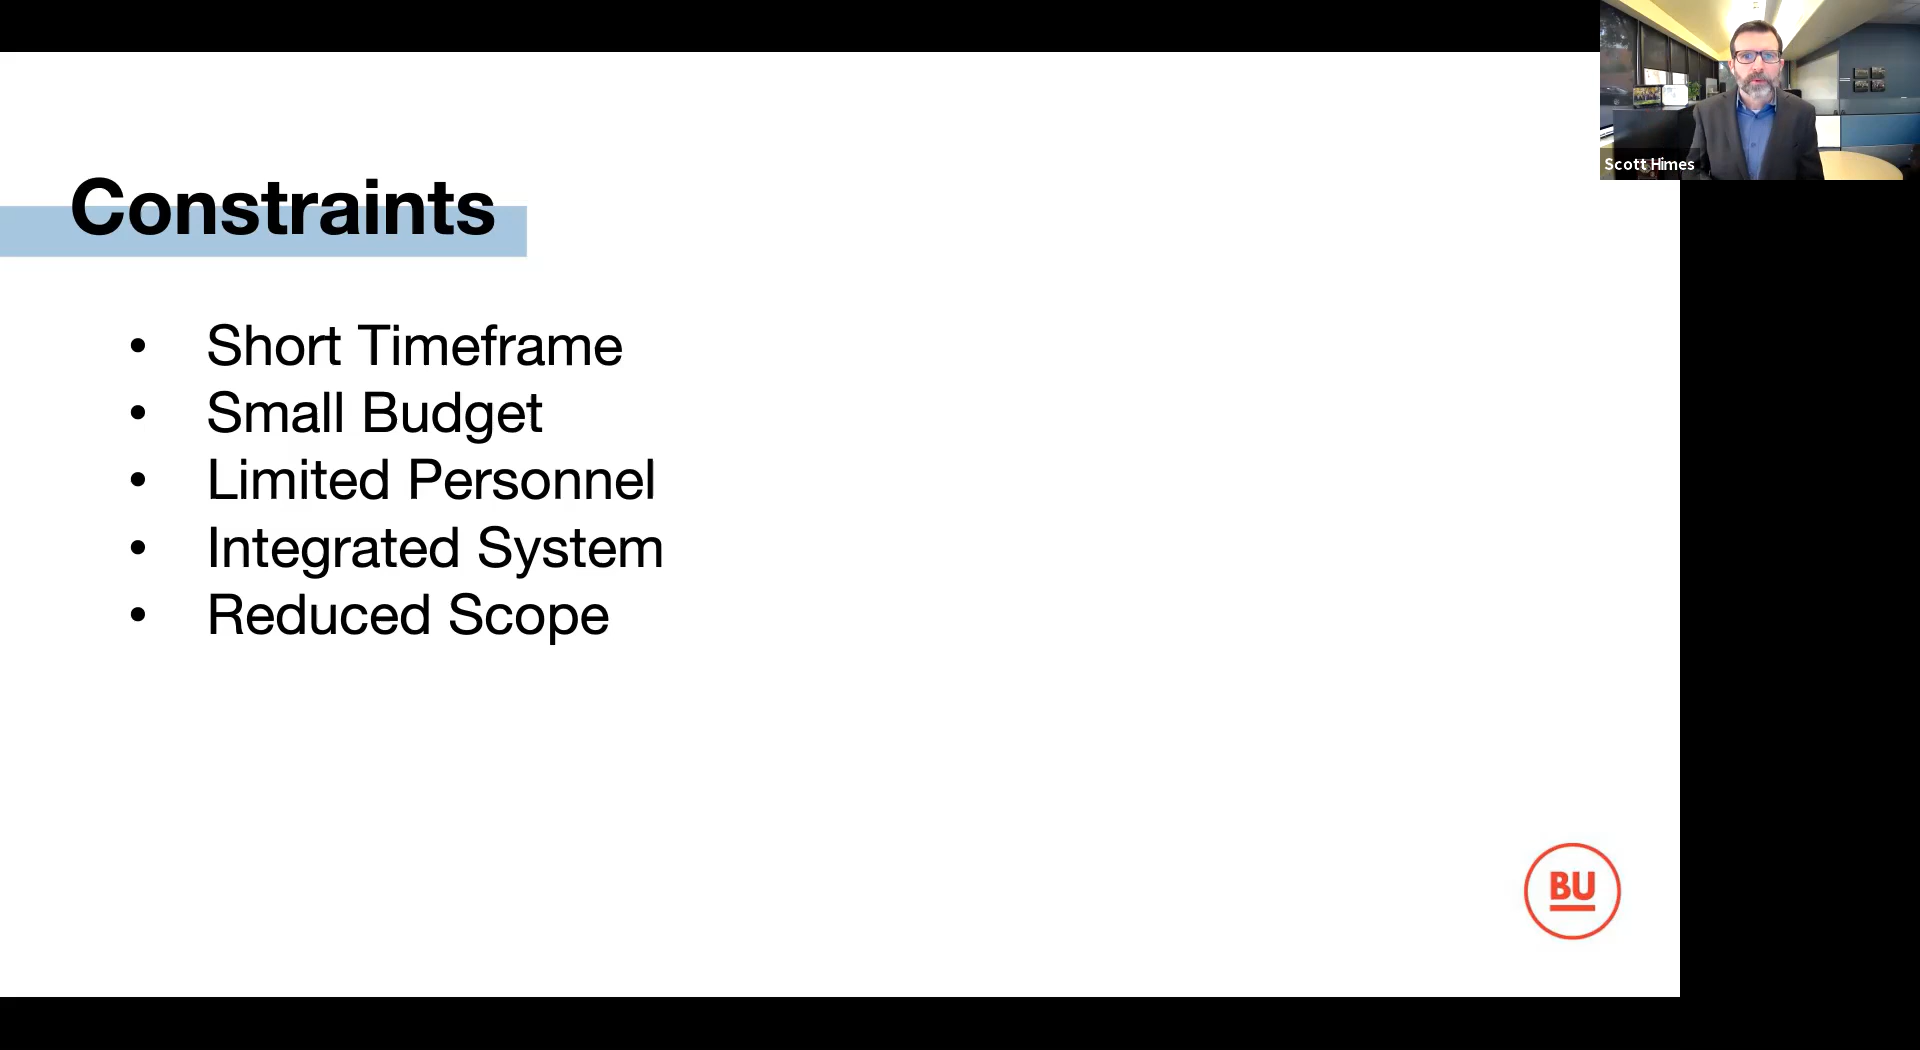 Scott Himes
Constraints
• Short Timeframe
• Small Budget
• Limited Personnel
• Integrated System
• Reduced Scope
BU